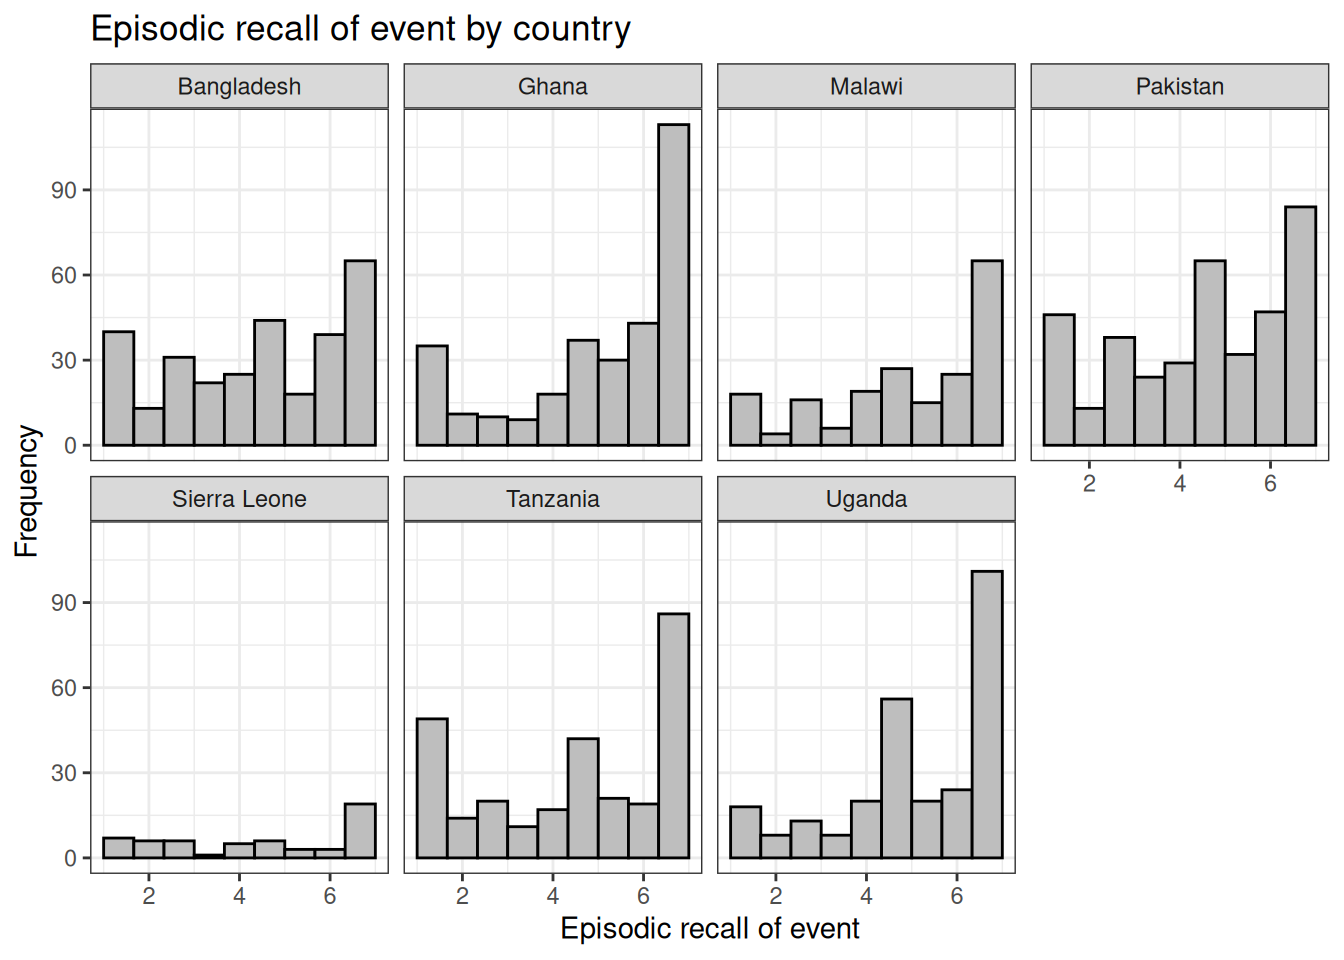 Episodic recall of event by country
Bangladesh
Ghana
Malawi
Pakistan
90
60
30
0
2 4 6
Sierra Leone
Tanzania
Uganda
90
60
30
0
2 4 6
2 4 6
2 4 6
Frequency
Episodic recall of event